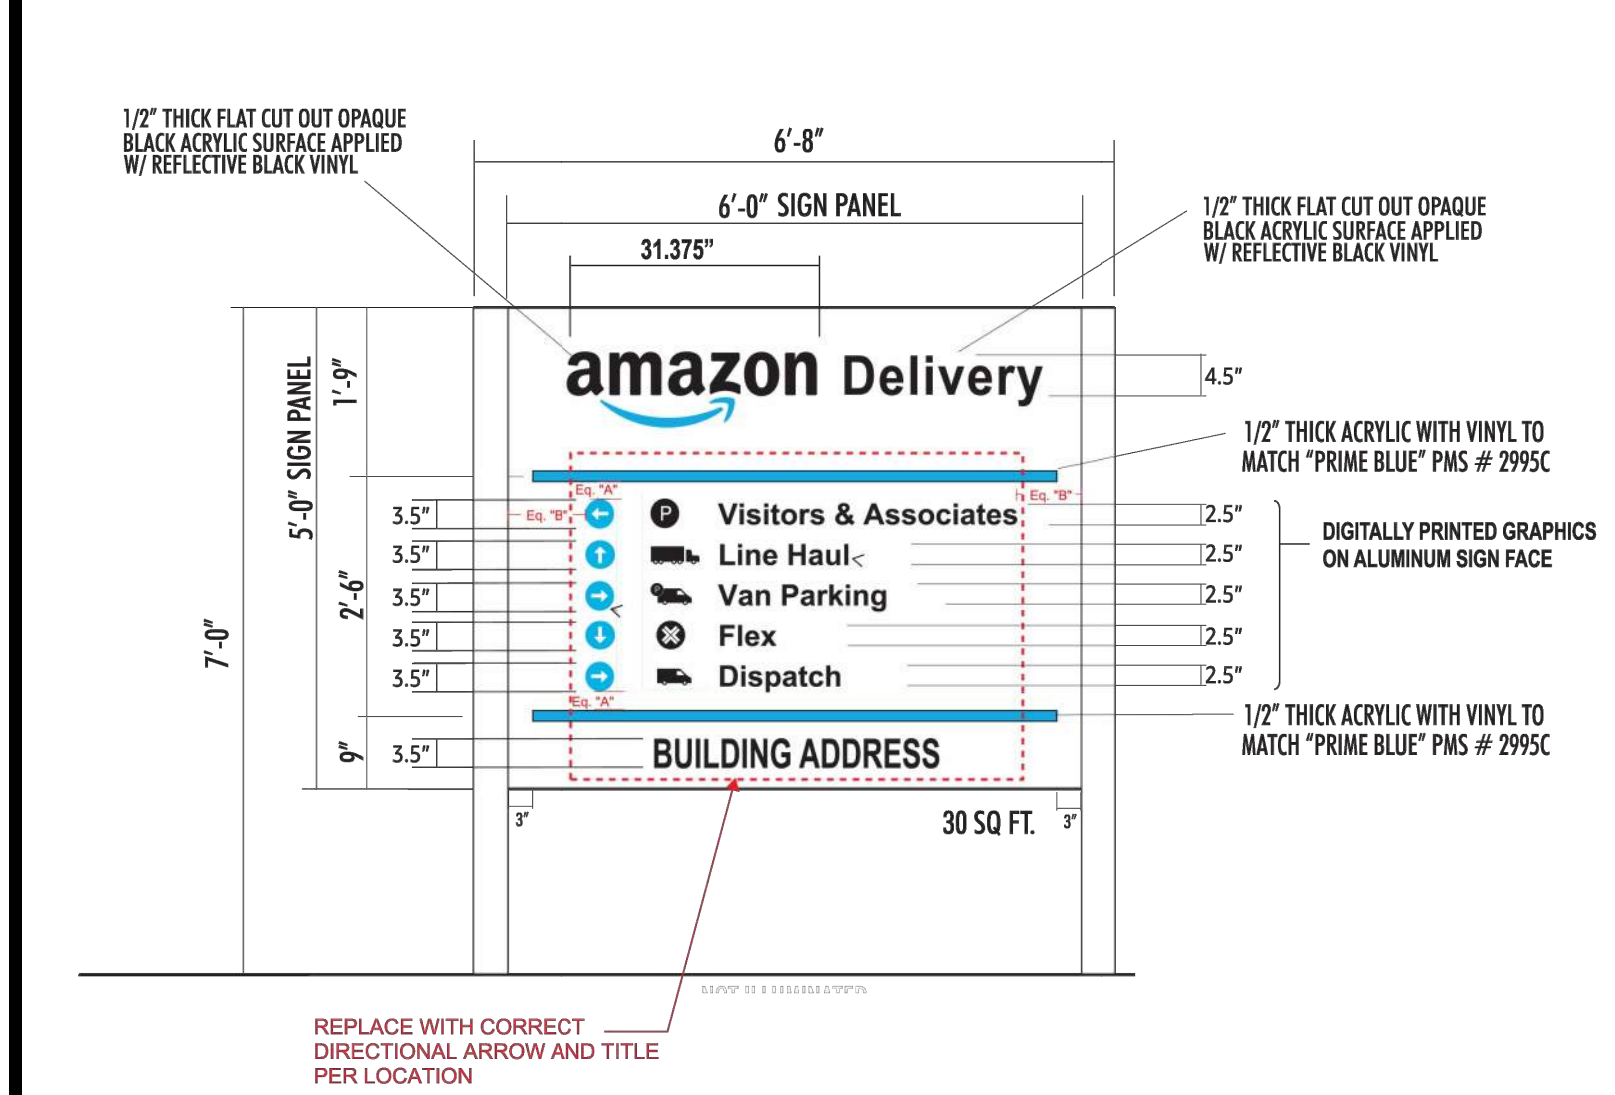 1/2" THICK FLAT CUT OUT OPAQUE
BLACK ACRYLIC SURFACE APPLIED
W/ REFLECTIVE BLACK VINYL
6'-8"
6'-0" SIGN PANEL
31.375"
1/2" THICK FLAT CUT OUT OPAQUE
BLACK ACRYLIC SURFACE APPLIED
W/ REFLECTIVE BLACK VINYL
amazon Delivery
4.5"
1/2" THICK ACRYLIC WITH VINYL TO
MATCH "PRIME BLUE" PMS # 2995C
7'-0"
5'-0" SIGN PANEL
1'-9"
2'-6"
9"
Eq. "A"
Eq. "B"
Eq. "B"
3.5"
P
Visitors & Associates
2.5"
3.5"
Line Haul
2.5"
3.5"
P
Van Parking
2.5"
3.5"
Flex
2.5"
3.5"
Dispatch
2.5"
DIGITALLY PRINTED GRAPHICS
ON ALUMINUM SIGN FACE
Eq. "A"
1/2" THICK ACRYLIC WITH VINYL TO
MATCH "PRIME BLUE" PMS # 2995C
3.5"
BUILDING ADDRESS
3"
30 SQ FT.
3"
NOT ILLUMINATED
REPLACE WITH CORRECT
DIRECTIONAL ARROW AND TITLE
PER LOCATION